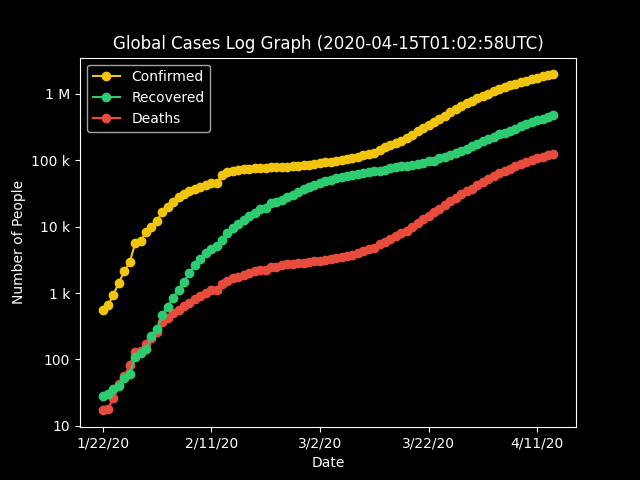 Global Cases Log Graph (2020-04-15T01:02:58UTC)
Confirmed
Recovered
Deaths
1 M
100 k
10 k
1 k
100
10
Number of People
1/22/20 2/11/20 3/2/20 3/22/20 4/11/20
Date